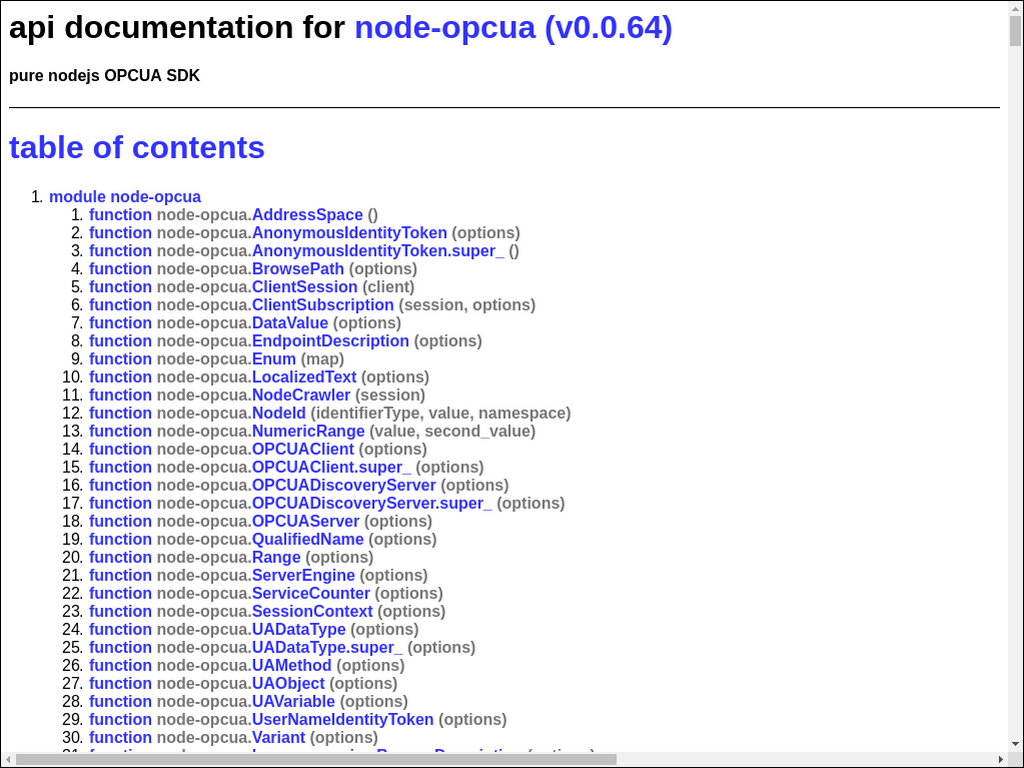 api documentation for node-opcua (v0.0.64)
pure nodejs OPCUA SDK
table of contents
1. module node-opcua
1. function node-opcua.AddressSpace ()
2. function node-opcua.AnonymousIdentityToken (options)
3. function node-opcua.AnonymousIdentityToken.super_ ()
4. function node-opcua.BrowsePath (options)
5. function node-opcua.ClientSession (client)
6. function node-opcua.ClientSubscription (session, options)
7. function node-opcua.DataValue (options)
8. function node-opcua.EndpointDescription (options)
9. function node-opcua.Enum (map)
10. function node-opcua.LocalizedText (options)
11. function node-opcua.NodeCrawler (session)
12. function node-opcua.NodeId (identifierType, value, namespace)
13. function node-opcua.NumericRange (value, second_value)
14. function node-opcua.OPCUAClient (options)
15. function node-opcua.OPCUAClient.super_ (options)
16. function node-opcua.OPCUADiscoveryServer (options)
17. function node-opcua.OPCUADiscoveryServer.super_ (options)
18. function node-opcua.OPCUAServer (options)
19. function node-opcua.QualifiedName (options)
20. function node-opcua.Range (options)
21. function node-opcua.ServerEngine (options)
22. function node-opcua.ServiceCounter (options)
23. function node-opcua.SessionContext (options)
24. function node-opcua.UADataType (options)
25. function node-opcua.UADataType.super_ (options)
26. function node-opcua.UAMethod (options)
27. function node-opcua.UAObject (options)
28. function node-opcua.UAVariable (options)
29. function node-opcua.UserNameIdentityToken (options)
30. function node-opcua.Variant (options)